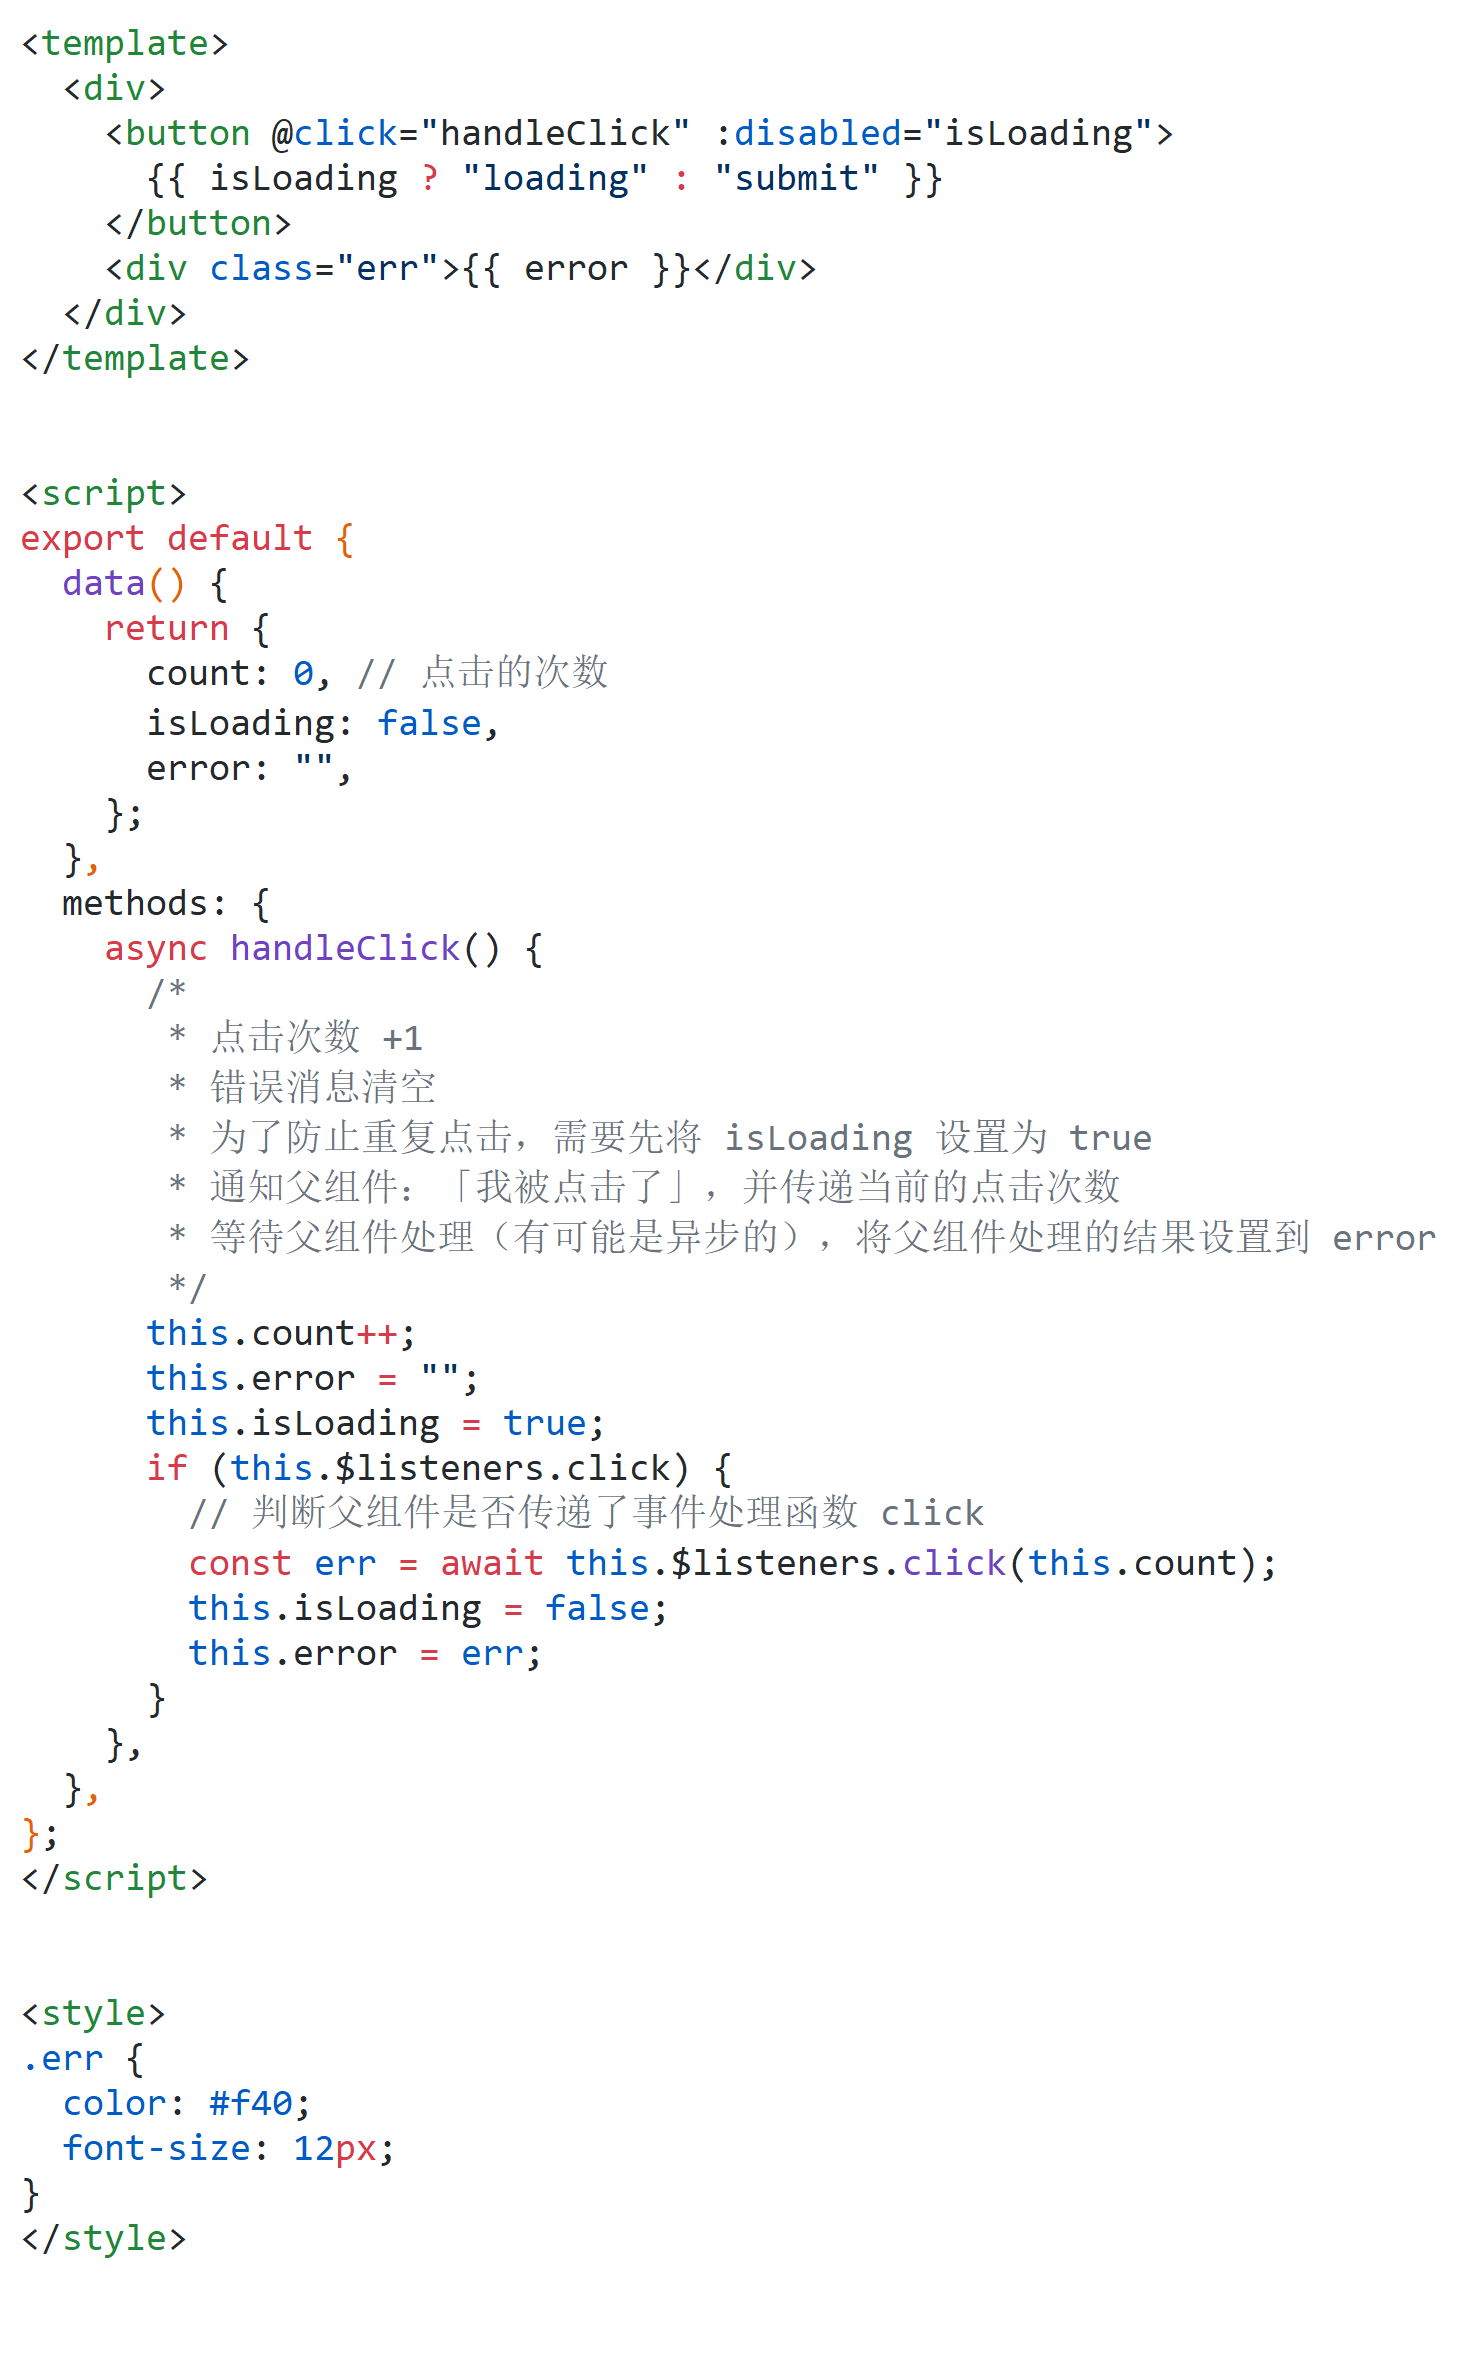 <template>
  <div>
    <button @click="handleClick" :disabled="isLoading">
      {{ isLoading ? "loading" : "submit" }}
    </button>
    <div class="err">{{ error }}</div>
  </div>
</template>
<script>
export default {
  data() {
    return {
      count: 0, // 点击的次数
      isLoading: false,
      error: "",
    };
  },
  methods: {
    async handleClick() {
      /*
       * 点击次数 +1
       * 错误消息清空
       * 为了防止重复点击，需要先将 isLoading 设置为 true
       * 通知父组件：「我被点击了」，并传递当前的点击次数
       * 等待父组件处理（有可能是异步的），将父组件处理的结果设置到 error
       */
      this.count++;
      this.error = "";
      this.isLoading = true;
      if (this.$listeners.click) {
        // 判断父组件是否传递了事件处理函数 click
        const err = await this.$listeners.click(this.count);
        this.isLoading = false;
        this.error = err;
      }
    },
  },
};
</script>
<style>
.err {
  color: #f40;
  font-size: 12px;
}
</style>